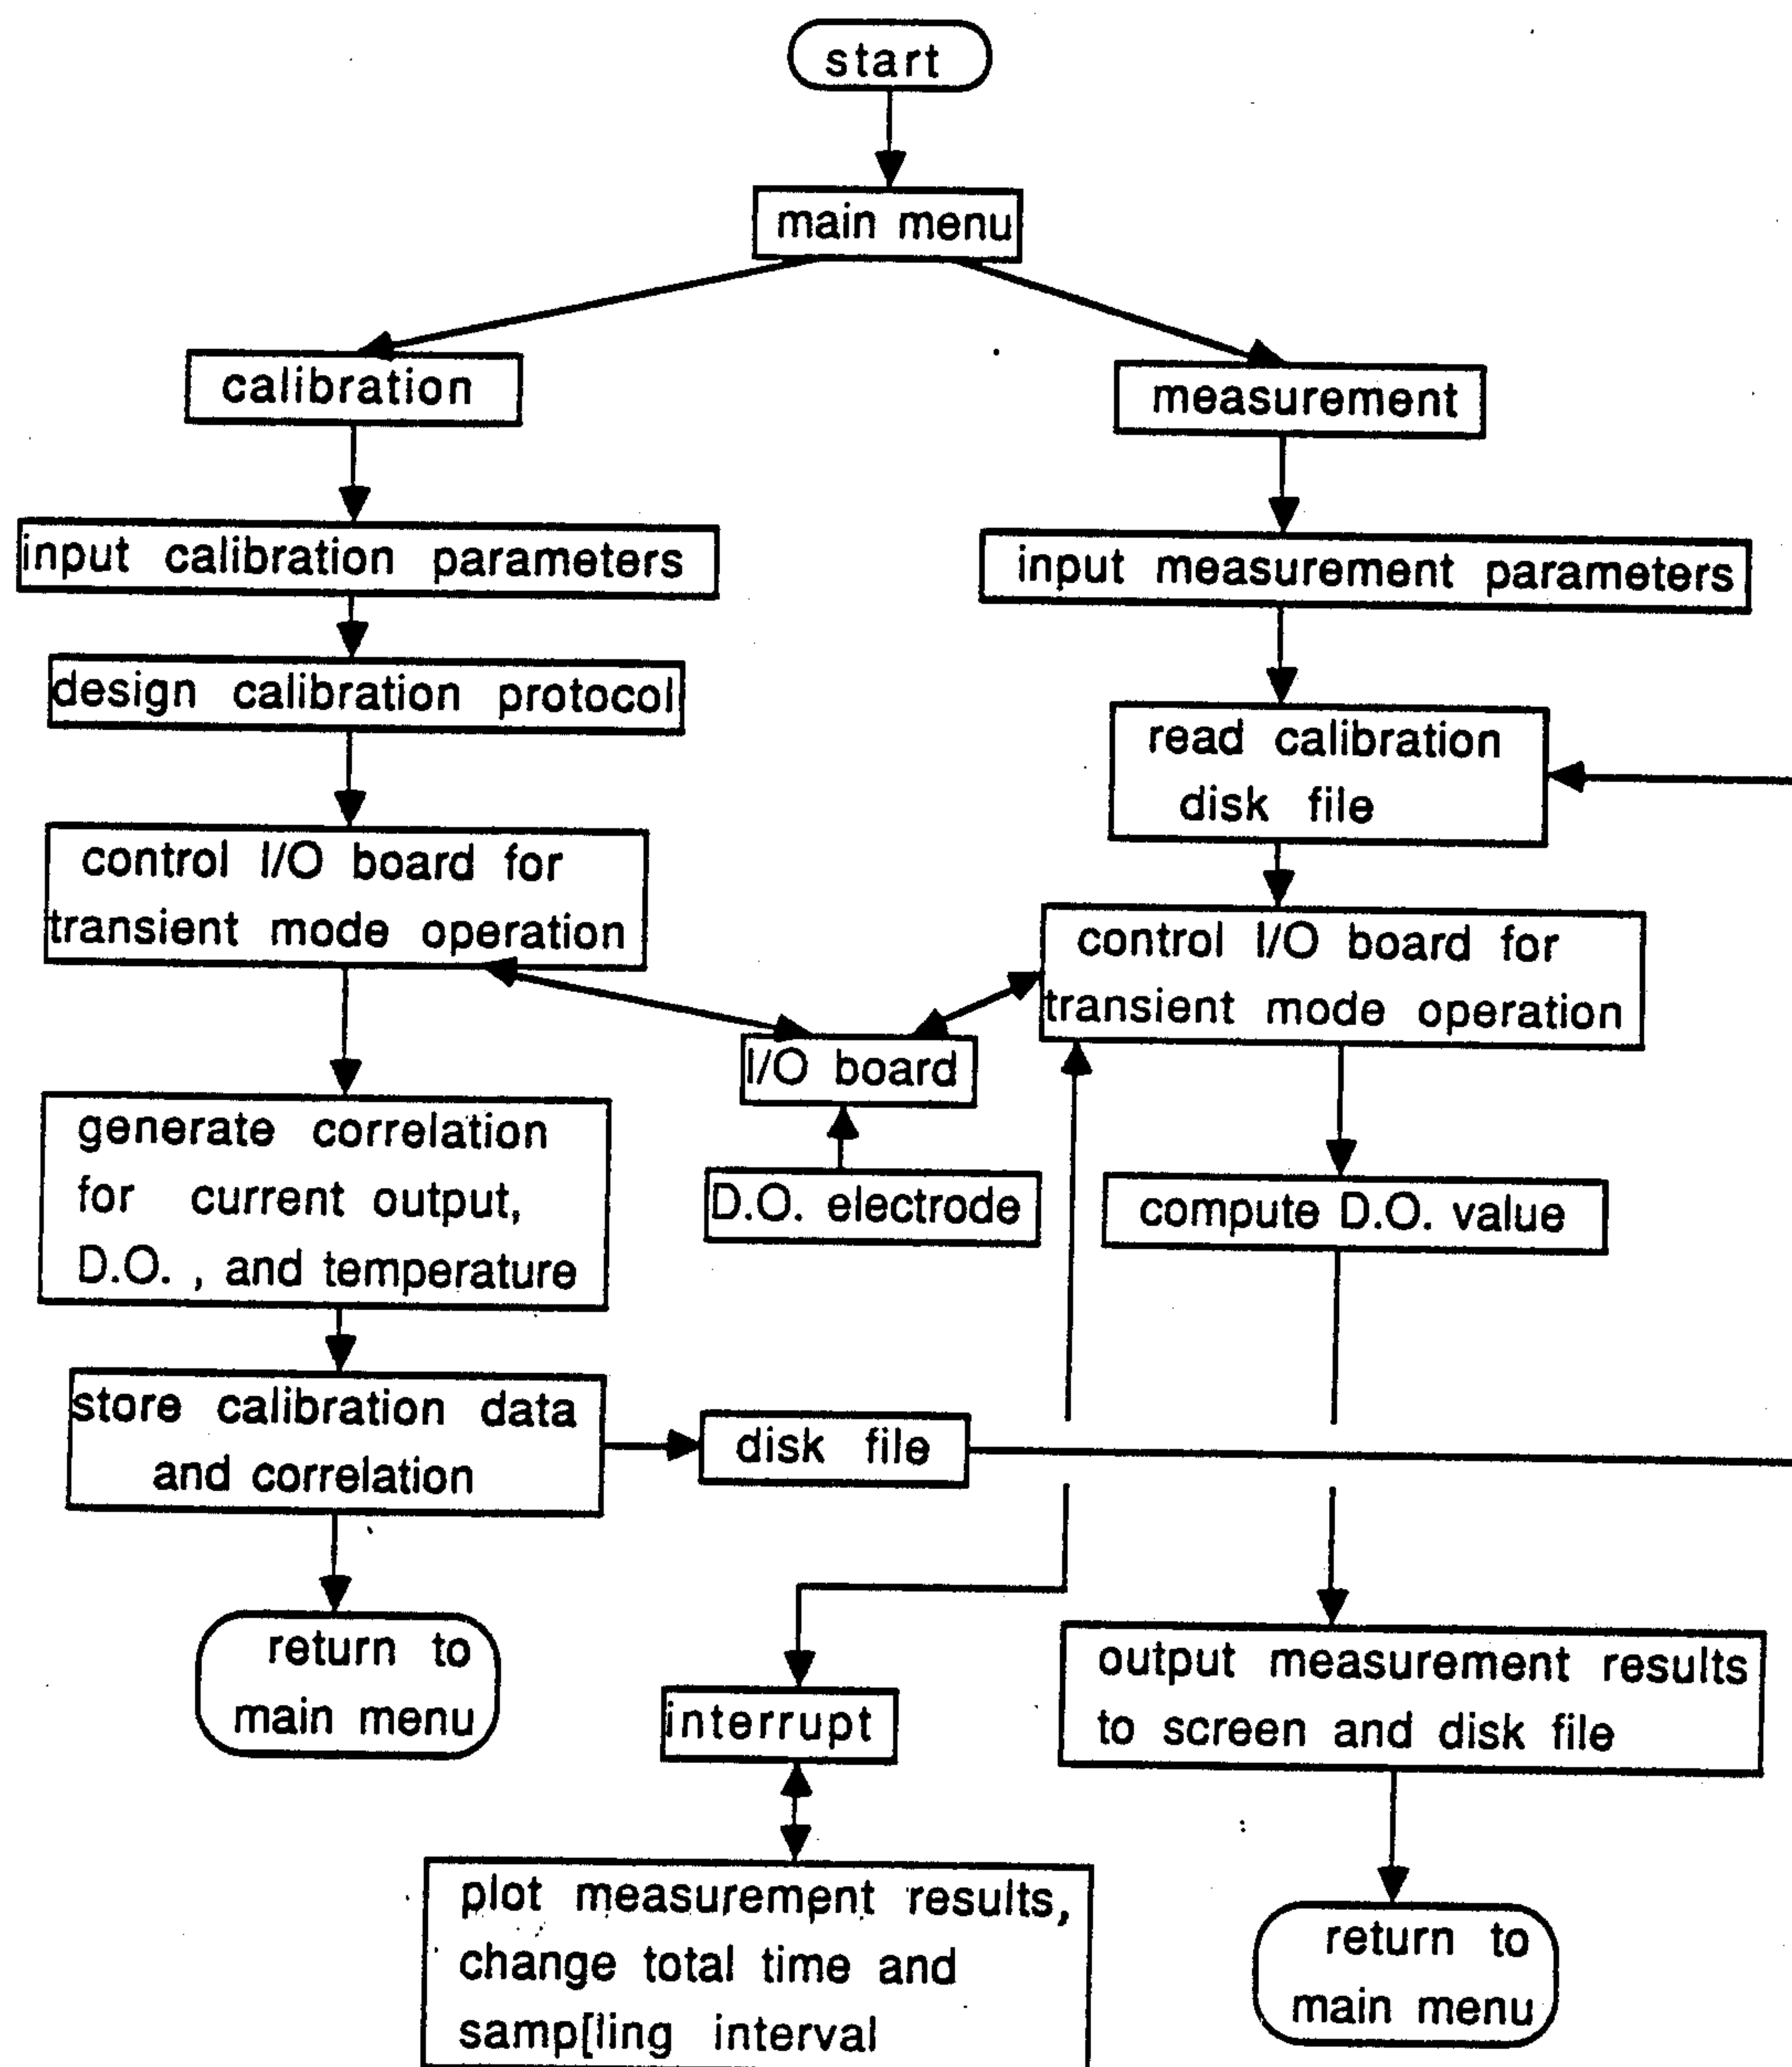 start
main menu
calibration
measurement
input calibration parameters
input measurement parameters
design calibration protocol
read calibration
disk file
control I/O board for
transient mode operation
control I/O board for
transient mode operation
I/O board
D.O. electrode
generate correlation
for current output,
D.O. , and temperature
compute D.O. value
store calibration data
and correlation
disk file
return to
main menu
interrupt
output measurement results
to screen and disk file
plot measurement results,
change total time and
samp[ling interval
return to
main menu